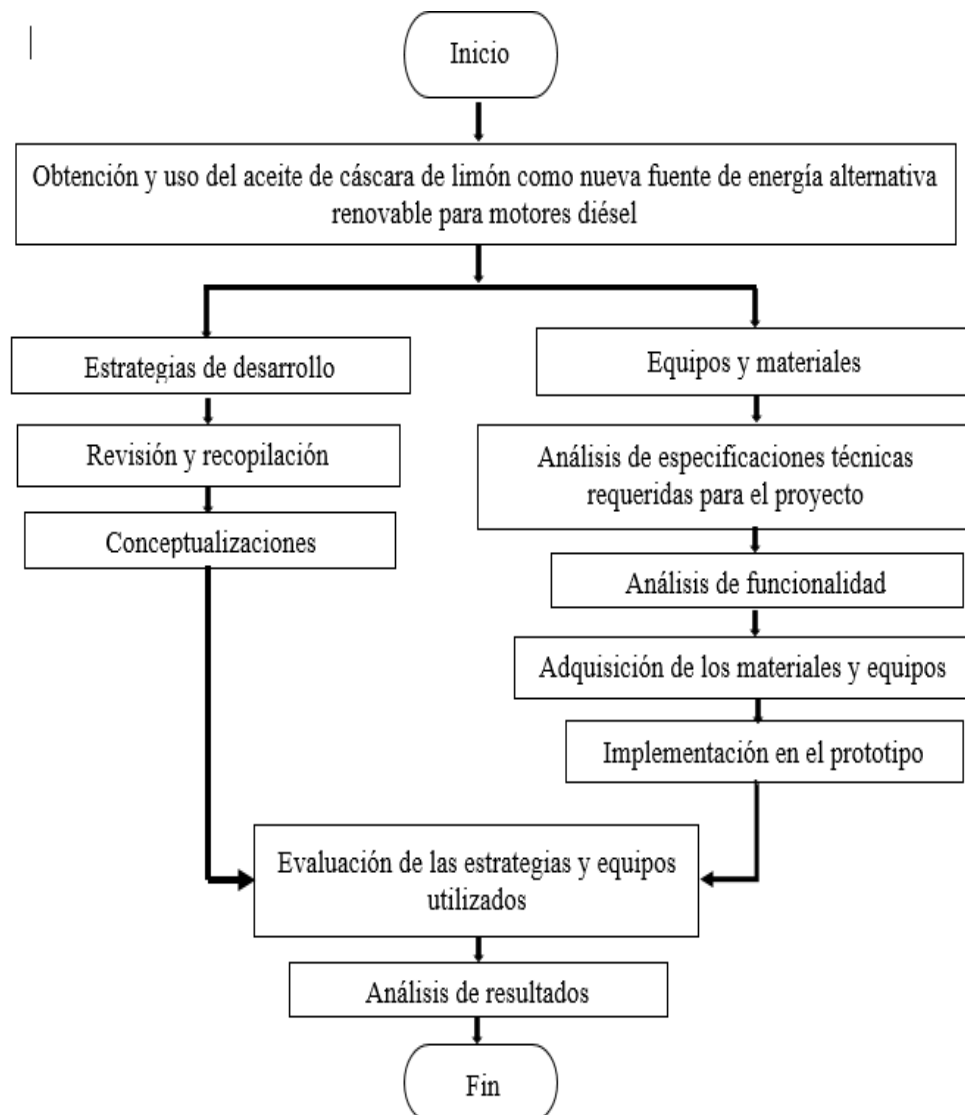 Inicio
Obtención y uso del aceite de cáscara de limón como nueva fuente de energía alternativa
renovable para motores diésel
Estrategias de desarrollo
Revisión y recopilación
Conceptualizaciones
Equipos y materiales
Análisis de especificaciones técnicas
requeridas para el proyecto
Análisis de funcionalidad
Adquisición de los materiales y equipos
Implementación en el prototipo
Evaluación de las estrategias y equipos
utilizados
Análisis de resultados
Fin